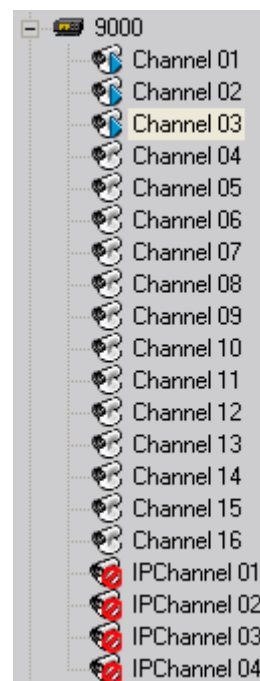 9000
Channel 01
Channel 02
Channel 03
Channel 04
Channel 05
Channel 06
Channel 07
Channel 08
Channel 09
Channel 10
Channel 11
Channel 12
Channel 13
Channel 14
Channel 15
Channel 16
IPChannel 01
IPChannel 02
IPChannel 03
IPChannel 04